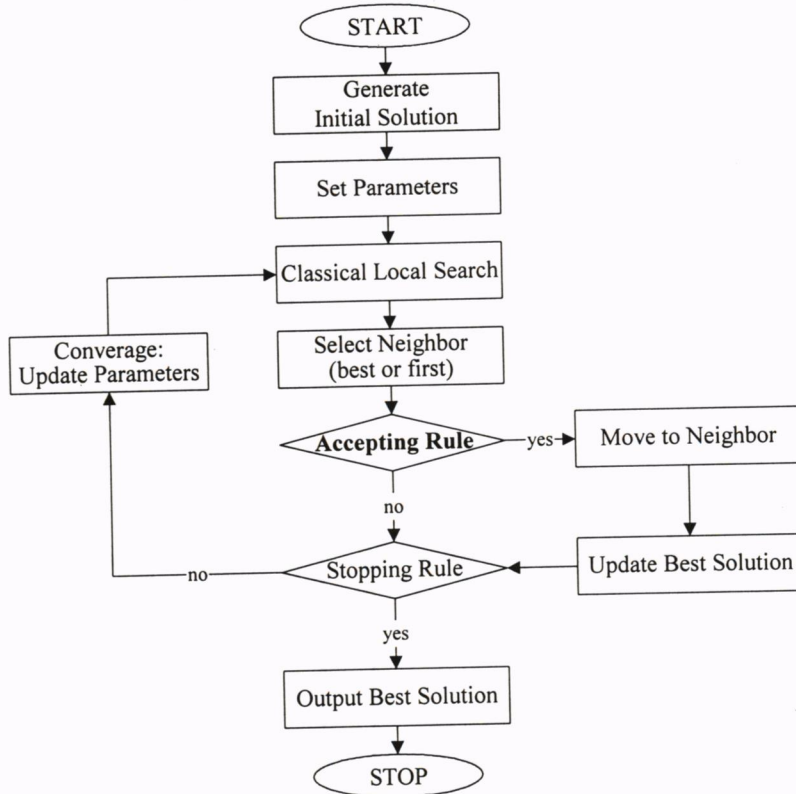 START
Generate
Initial Solution
Set Parameters
Classical Local Search
Select Neighbor
(best or first)
Converage:
Update Parameters
Accepting Rule
yes
Move to Neighbor
no
Stopping Rule
Update Best Solution
no
yes
Output Best Solution
STOP